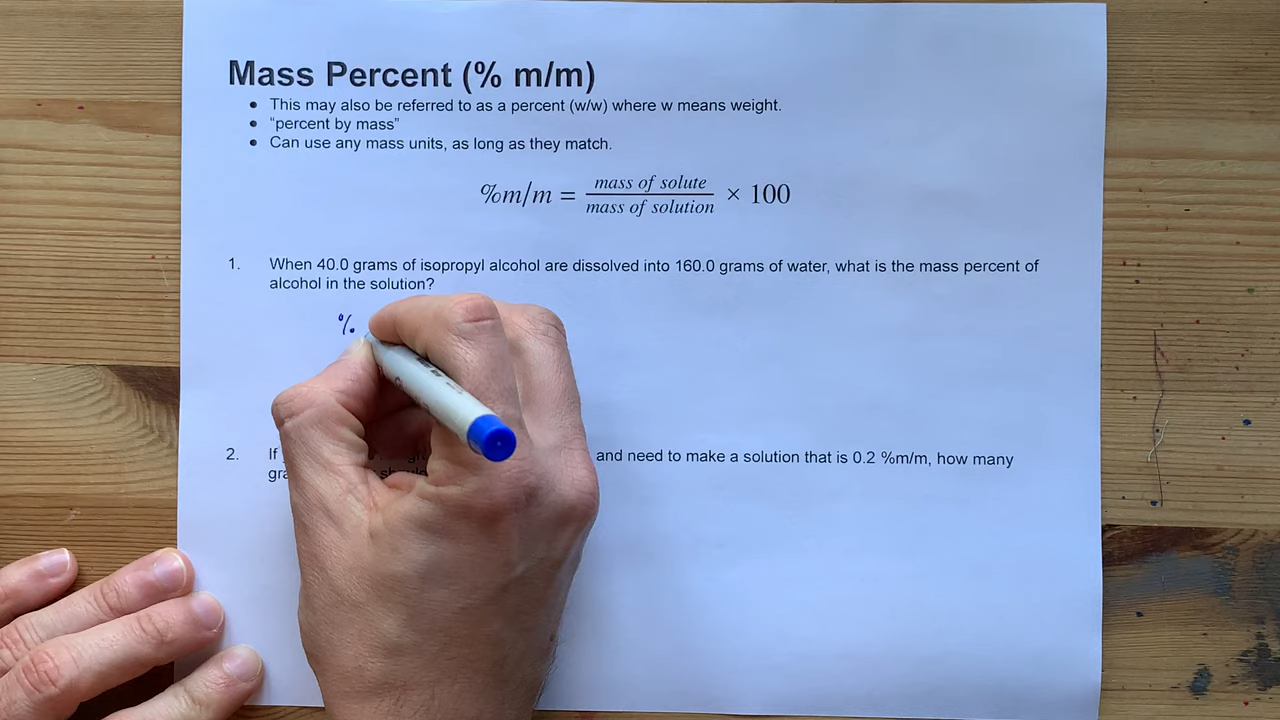 Mass Percent (% m/m)
• This may also be referred to as a percent (w/w) where w means weight.
• “percent by mass”
• Can use any mass units, as long as they match.
%m/m = mass of solute / mass of solution × 100
1. When 40.0 grams of isopropyl alcohol are dissolved into 160.0 grams of water, what is the mass percent of
alcohol in the solution?
%
2. If and need to make a solution that is 0.2 %m/m, how many